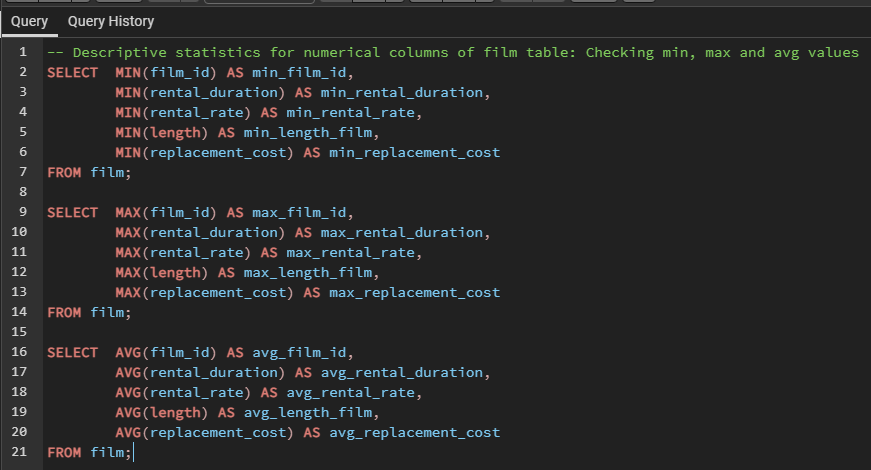 Query Query History
1 -- Descriptive statistics for numerical columns of film table: Checking min, max and avg values
2 SELECT MIN(film_id) AS min_film_id,
3 MIN(rental_duration) AS min_rental_duration,
4 MIN(rental_rate) AS min_rental_rate,
5 MIN(length) AS min_length_film,
6 MIN(replacement_cost) AS min_replacement_cost
7 FROM film;
8
9 SELECT MAX(film_id) AS max_film_id,
10 MAX(rental_duration) AS max_rental_duration,
11 MAX(rental_rate) AS max_rental_rate,
12 MAX(length) AS max_length_film,
13 MAX(replacement_cost) AS max_replacement_cost
14 FROM film;
15
16 SELECT AVG(film_id) AS avg_film_id,
17 AVG(rental_duration) AS avg_rental_duration,
18 AVG(rental_rate) AS avg_rental_rate,
19 AVG(length) AS avg_length_film,
20 AVG(replacement_cost) AS avg_replacement_cost
21 FROM film;